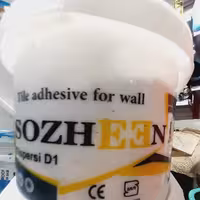 Tile adhesive for wall
SOZHEEN
persi D1
CE